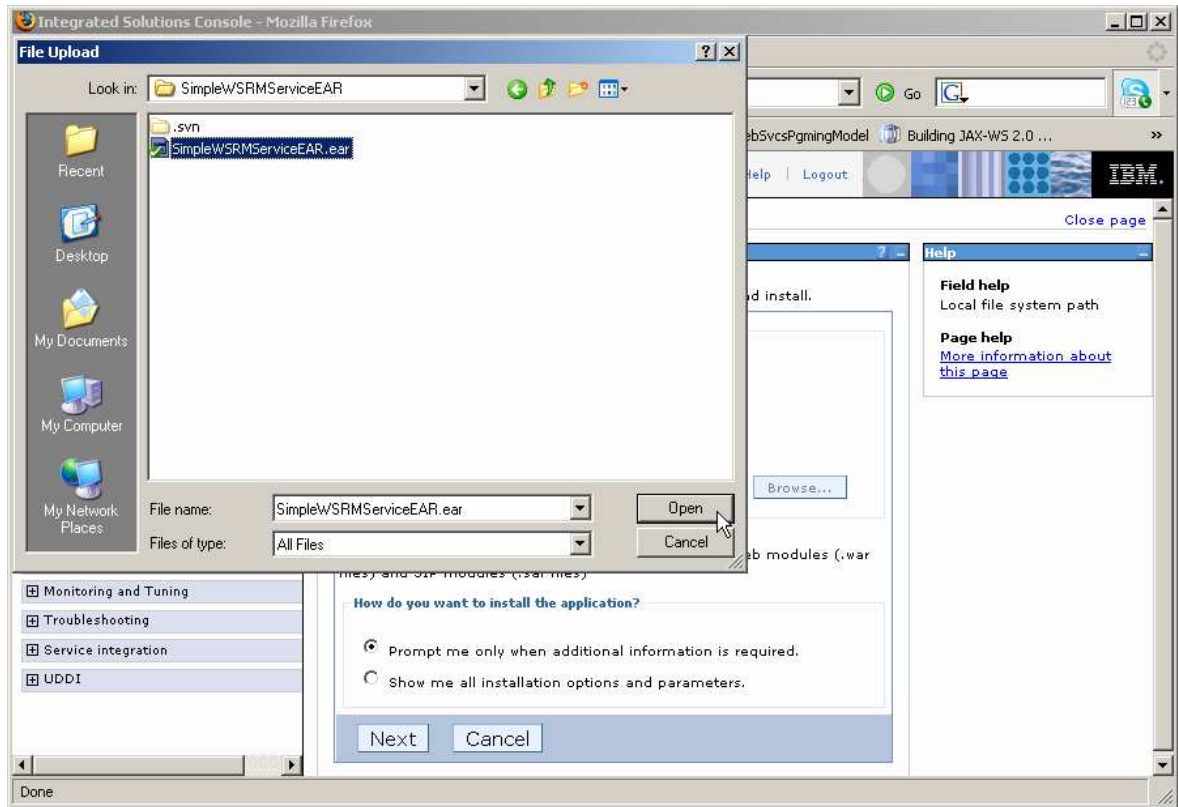 Integrated Solutions Console - Mozilla Firefox
File Upload
Look in: SimpleWSRMServiceEAR
.svn
SimpleWSRMServiceEAR.ear
Recent
Desktop
My Documents
My Computer
My Network Places
File name: SimpleWSRMServiceEAR.ear
Open
Files of type: All Files
Cancel
Go
G
ebSvcsPgmingModel
Building JAX-WS 2.0 ...
»
Help | Logout
IBM.
Close page
? -
Help
Field help
Local file system path
Page help
More information about
this page
nd install.
Browse...
eb modules (.war
files) and SIP modules (.sar files)
How do you want to install the application?
Prompt me only when additional information is required.
Show me all installation options and parameters.
Next
Cancel
Monitoring and Tuning
Troubleshooting
Service integration
UDDI
Done